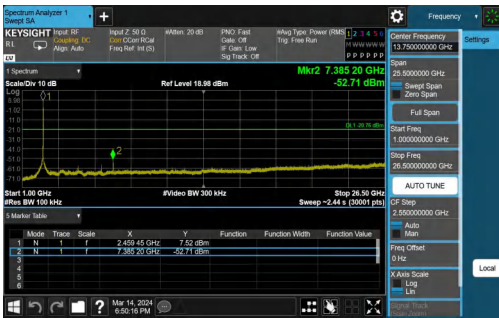 Spectrum Analyzer 1
Swept SA
Frequency
KEYSIGHT
RL
Input: RF
Coupling: DC
Align: Auto
Input Z: 50 Ω
Corr CCorr RCal
Freq Ref: Int (S)
#Atten: 20 dB
PNO: Fast
Gate: Off
IF Gain: Low
Sig Track: Off
#Avg Type: Power (RMS
Trig: Free Run
1 2 3 4 5 6
M W W W W W
P P P P P P
1 Spectrum
Scale/Div 10 dB
Log
Ref Level 18.98 dBm
Mkr2 7.385 20 GHz
-52.71 dBm
8.98
-1.02
-11.0
-21.0
-31.0
-41.0
-51.0
-61.0
-71.0
1
2
Start 1.00 GHz
#Res BW 100 kHz
#Video BW 300 kHz
Stop 26.50 GHz
Sweep ~2.44 s (30001 pts)
5 Marker Table
Mode Trace Scale X Y Function Function Width Function Value
1 N 1 f 2.459 45 GHz 7.52 dBm
2 N 1 f 7.385 20 GHz -52.71 dBm
3
4
5
6
Mar 14, 2024
6:50:16 PM
Center Frequency
13.750000000 GHz
Span
25.5000000 GHz
Swept Span
Zero Span
Full Span
Start Freq
1.000000000 GHz
Stop Freq
26.500000000 GHz
AUTO TUNE
CF Step
2.550000000 GHz
Auto
Man
Freq Offset
0 Hz
X Axis Scale
Log
Lin
Signal Track
Settings
Local